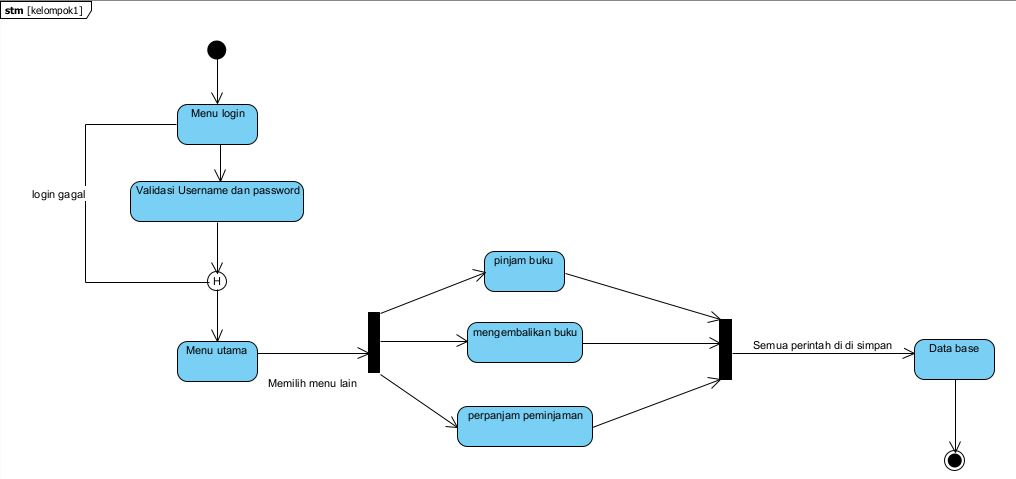 stm [kelompok1]
Menu login
Validasi Username dan password
login gagal
H
Menu utama
Memilih menu lain
pinjam buku
mengembalikan buku
perpanjam peminjaman
Semua perintah di di simpan
Data base